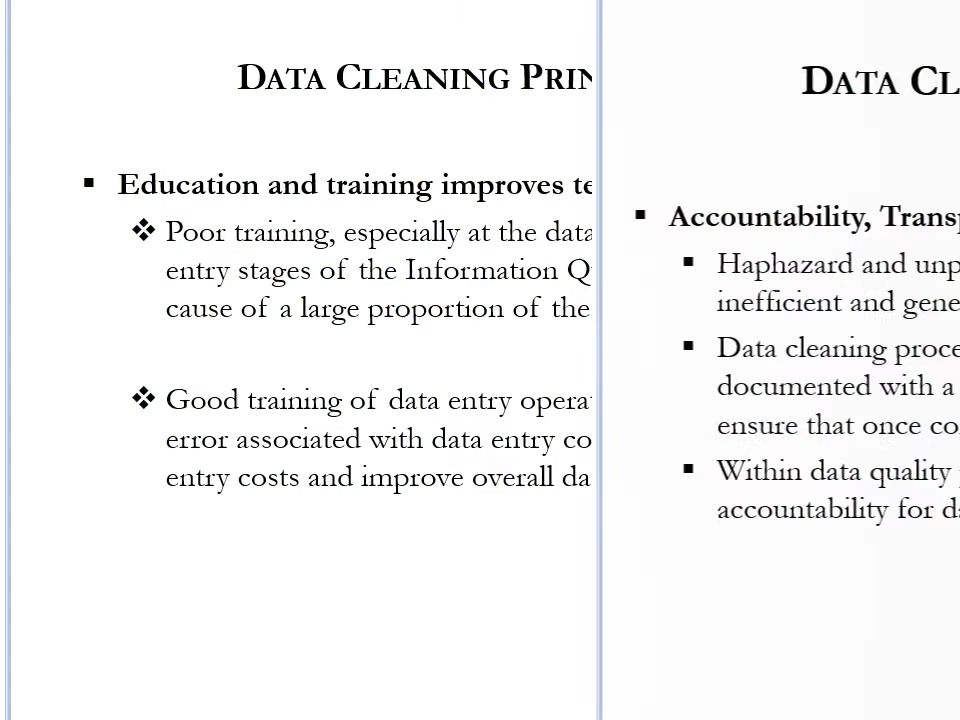 DATA CLEANING PRIN
▪ Education and training improves te
❖ Poor training, especially at the data
entry stages of the Information Q
cause of a large proportion of the
❖ Good training of data entry opera
error associated with data entry co
entry costs and improve overall da
DATA CL
▪ Accountability, Transp
▪ Haphazard and unp
inefficient and gene
▪ Data cleaning proce
documented with a
ensure that once co
▪ Within data quality
accountability for da